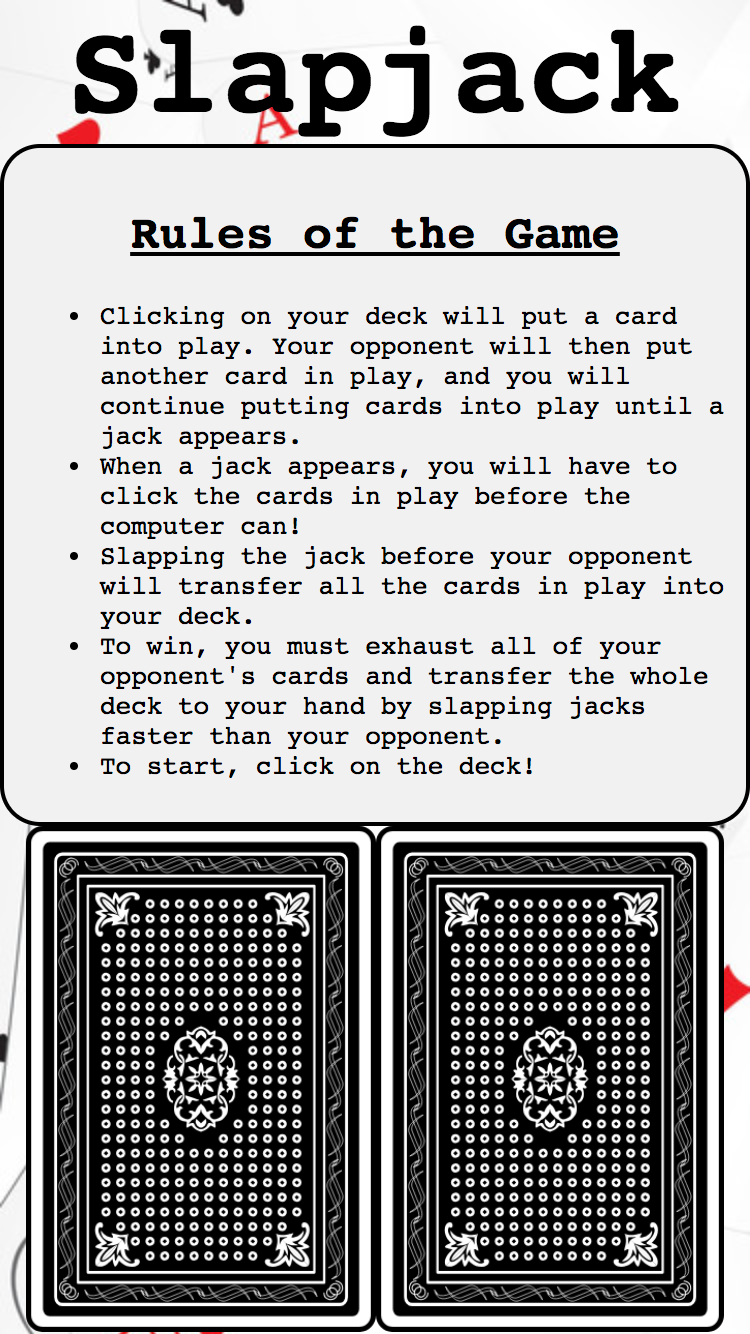 Slapjack
A
Rules of the Game
• Clicking on your deck will put a card
into play. Your opponent will then put
another card in play, and you will
continue putting cards into play until a
jack appears.
• When a jack appears, you will have to
click the cards in play before the
computer can!
• Slapping the jack before your opponent
will transfer all the cards in play into
your deck.
• To win, you must exhaust all of your
opponent's cards and transfer the whole
deck to your hand by slapping jacks
faster than your opponent.
• To start, click on the deck!